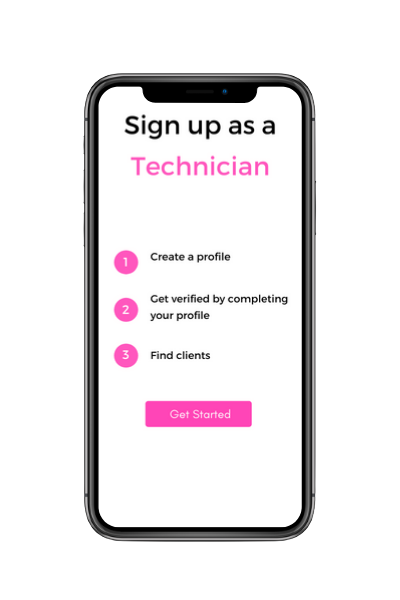 Sign up as a
Technician
1
Create a profile
2
Get verified by completing
your profile
3
Find clients
Get Started